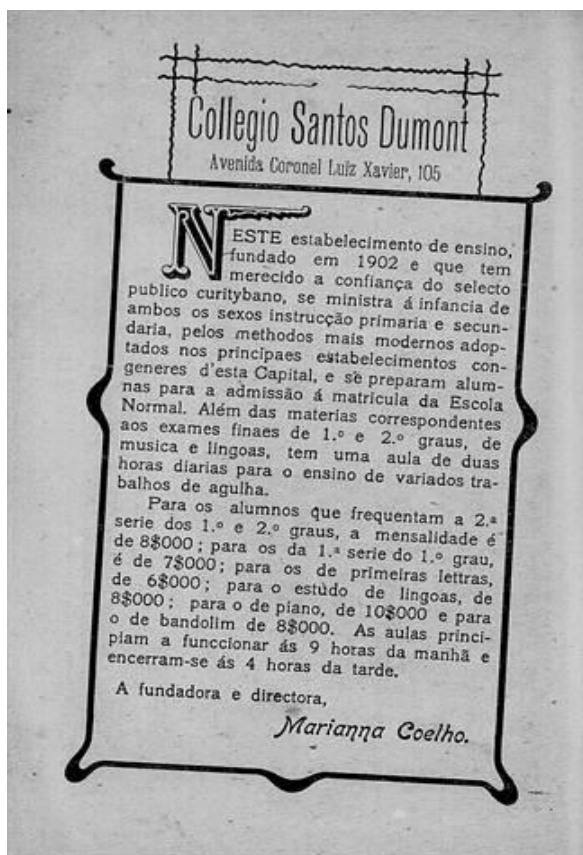 Collegio Santos Dumont
Avenida Coronel Luiz Xavier, 105
NESTE estabelecimento de ensino,
fundado em 1902 e que tem
merecido a confiança do selecto
publico curitybano, se ministra á infancia de
ambos os sexos instrucção primaria e secun-
daria, pelos methodos mais modernos adop-
tados nos principaes estabelecimentos con-
generes d'esta Capital, e se preparam alum-
nas para a admissão á matricula da Escola
Normal. Além das materias correspondentes
aos exames finaes de 1.º e 2.º graus, de
musica e lingoas, tem uma aula de duas
horas diarias para o ensino de variados tra-
balhos de agulha.
Para os alumnos que frequentam a 2.ª
serie dos 1.º e 2.º graus, a mensalidade é
de 8$000; para os da 1.ª serie do 1.º grau,
é de 7$000; para os de primeiras lettras,
de 6$000; para o estudo de lingoas, de
8$000; para o de piano, de 10$000 e para
o de bandolim de 8$000. As aulas princi-
piam a funccionar ás 9 horas da manhã e
encerram-se ás 4 horas da tarde.
A fundadora e directora,
Marianna Coelho.